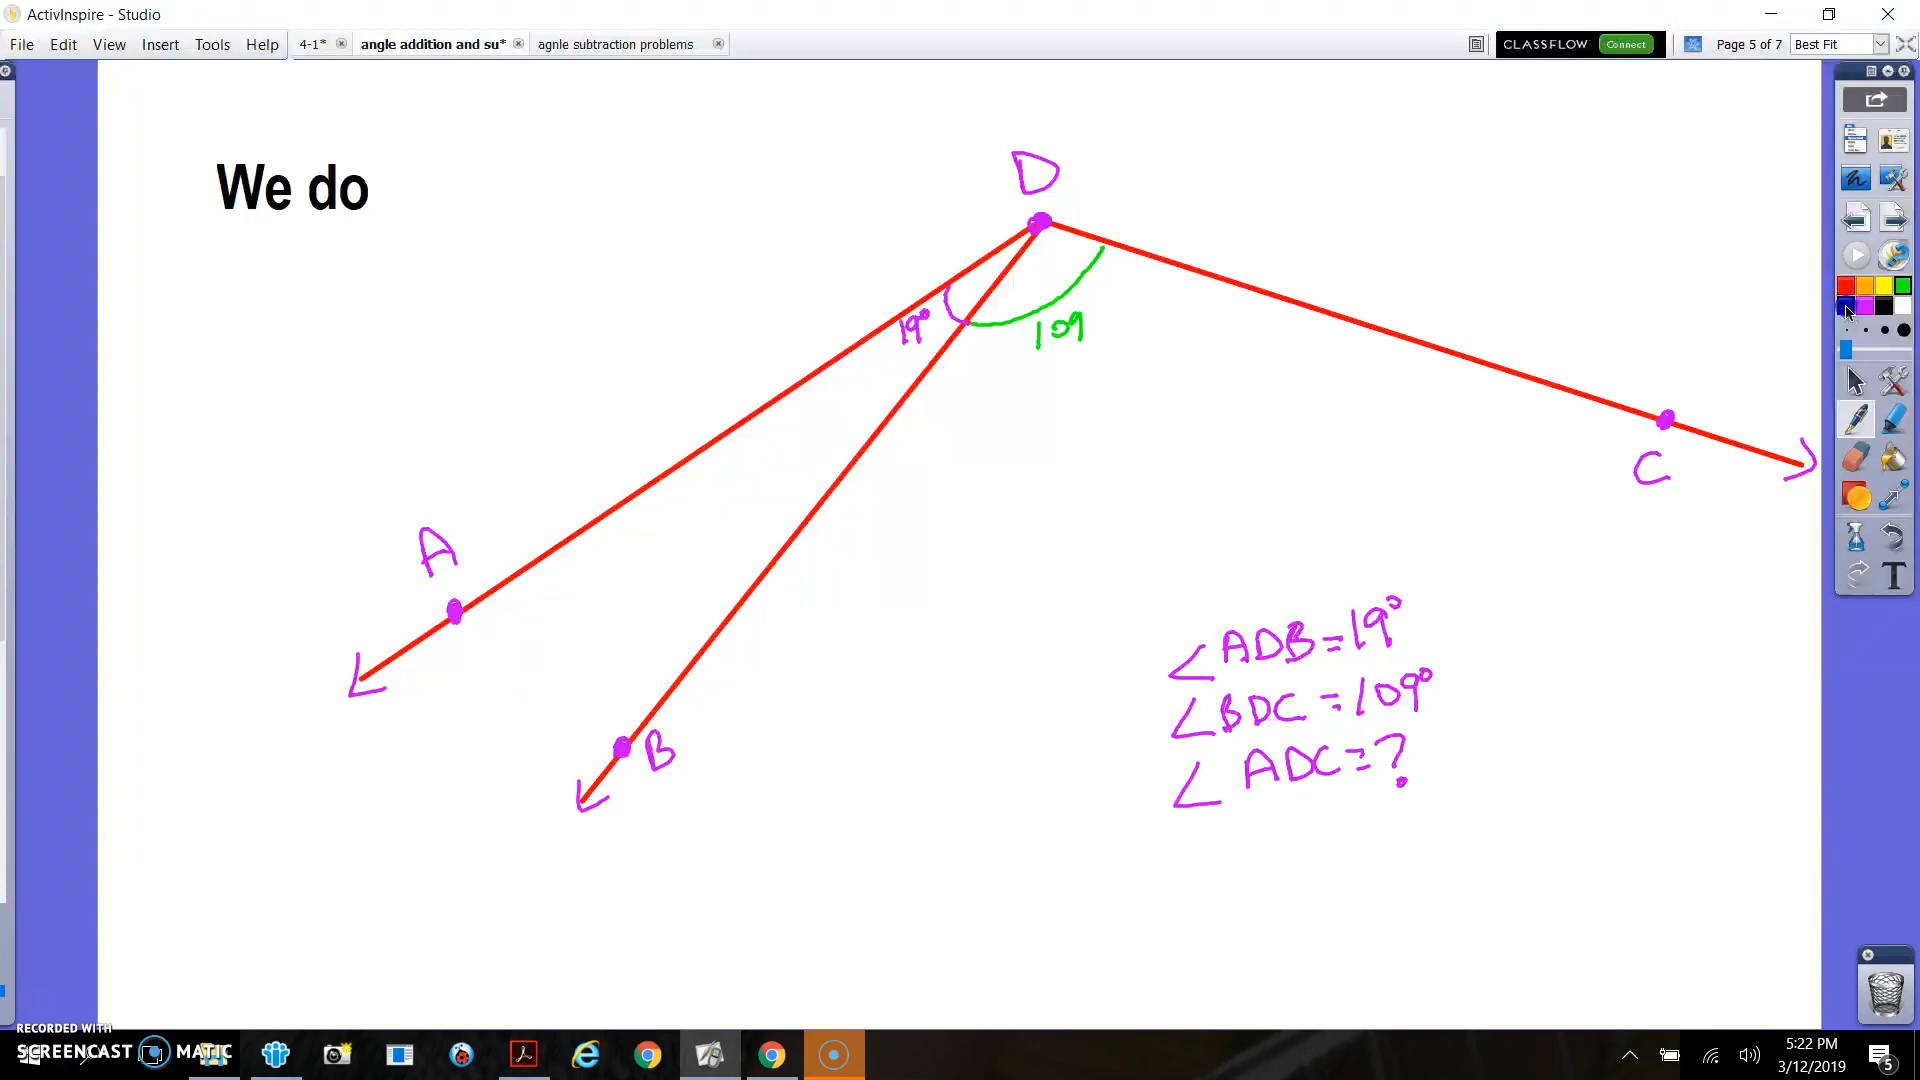 ActivInspire - Studio
File Edit View Insert Tools Help
4-1* angle addition and su* agnle subtraction problems
CLASSFLOW Connect
Page 5 of 7 Best Fit
We do
D
19°
109
A
C
B
∠ADB=19°
∠BDC=109°
∠ADC=?
T
RECORDED WITH
SCREENCAST MATIC
5:22 PM
3/12/2019
5